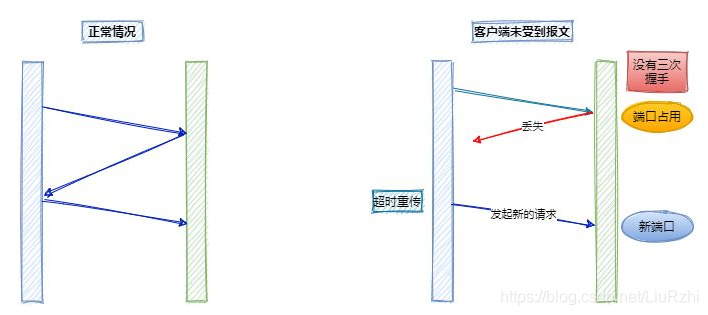 正常情况
客户端未受到报文
没有三次
握手
端口占用
丢失
超时重传
发起新的请求
新端口
https://blog.csdn.net/LiuRzhi